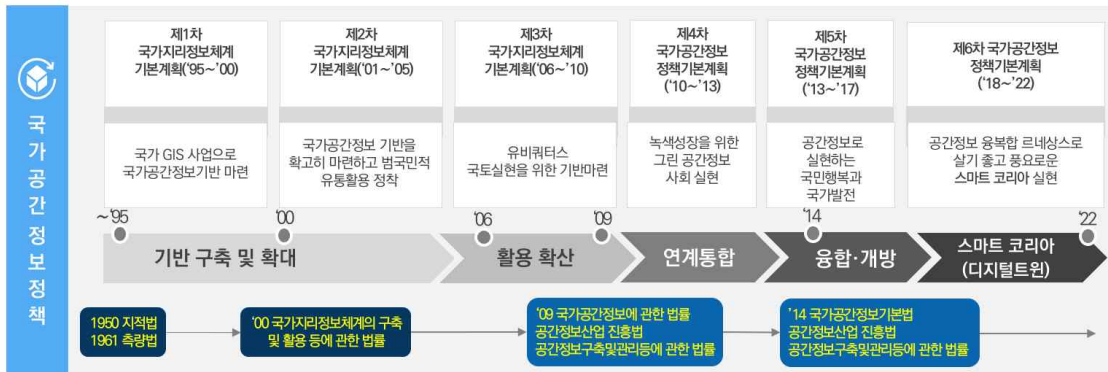 국가공간정보정책
제1차
국가지리정보체계
기본계획('95~'00)
국가 GIS 사업으로
국가공간정보기반 마련
제2차
국가지리정보체계
기본계획('01~'05)
국가공간정보 기반을
확고히 마련하고 범국민적
유통활용 정착
제3차
국가지리정보체계
기본계획('06~'10)
유비쿼터스
국토실현을 위한 기반마련
제4차
국가공간정보
정책기본계획
('10~'13)
녹색성장을 위한
그린 공간정보
사회 실현
제5차
국가공간정보
정책기본계획
('13~'17)
공간정보로
실현하는
국민행복과
국가발전
제6차 국가공간정보
정책기본계획
('18~'22)
공간정보 융복합 르네상스로
살기 좋고 풍요로운
스마트 코리아 실현
~'95
'00
'06
'09
'14
'22
기반 구축 및 확대
활용 확산
연계통합
융합·개방
스마트 코리아
(디지털트윈)
1950 지적법
1961 측량법
'00 국가지리정보체계의 구축
및 활용 등에 관한 법률
'09 국가공간정보에 관한 법률
공간정보산업 진흥법
공간정보구축및관리등에 관한 법률
'14 국가공간정보기본법
공간정보산업 진흥법
공간정보구축및관리등에 관한 법률